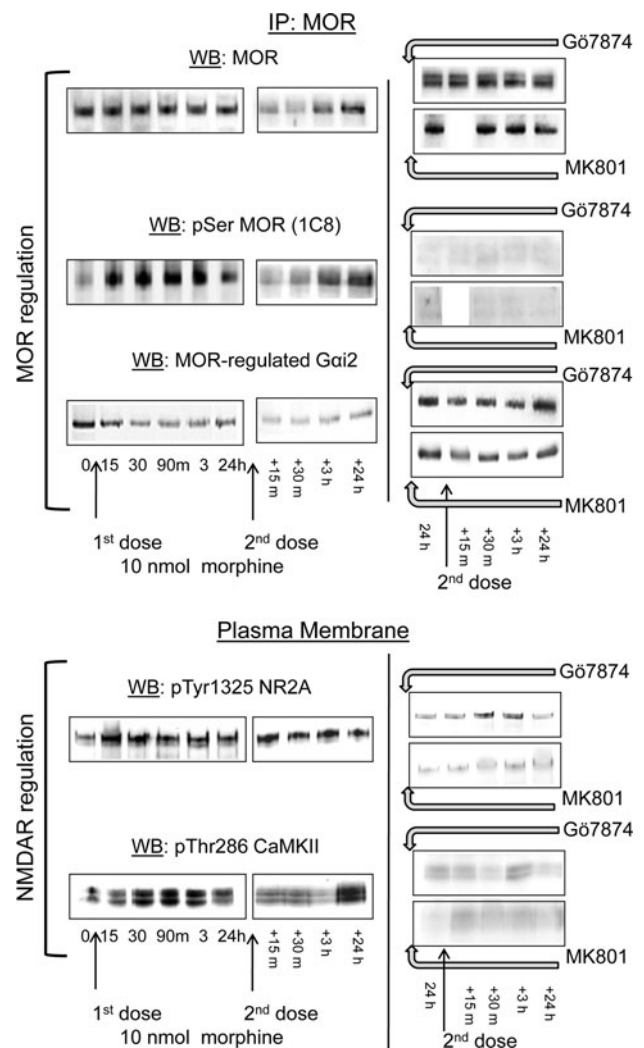 IP: MOR
WB: MOR
Gö7874
MK801
WB: pSer MOR (1C8)
Gö7874
MK801
WB: MOR-regulated Gαi2
Gö7874
MK801
MOR regulation
0 15 30 90m 3 24h
+15 m
+30 m
+3 h
+24 h
1st dose
2nd dose
10 nmol morphine
24 h
+15 m
+30 m
+3 h
+24 h
2nd dose
Plasma Membrane
WB: pTyr1325 NR2A
Gö7874
MK801
WB: pThr286 CaMKII
Gö7874
MK801
NMDAR regulation
0 15 30 90m 3 24h
+15 m
+30 m
+3 h
+24 h
1st dose
2nd dose
10 nmol morphine
24 h
+15 m
+30 m
+3 h
+24 h
2nd dose